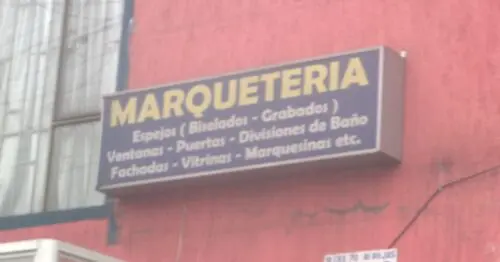 MARQUETERIA
Espejos ( Biselados - Grabados )
Ventanas - Puertas - Divisiones de Baño
Fachadas - Vitrinas - Marquesinas etc.